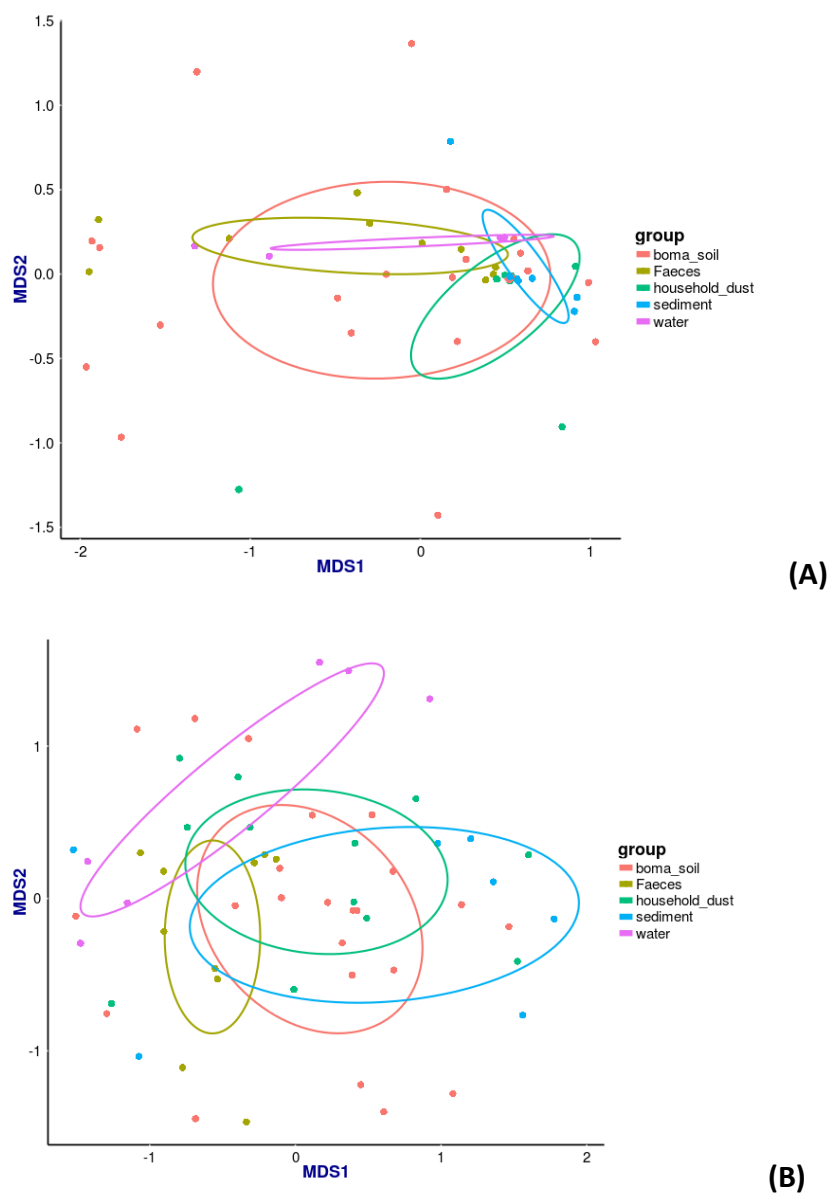 1.5
1.0
0.5
0.0
-0.5
-1.0
-1.5
MDS2
-2
-1
0
1
MDS1
group
boma_soil
Faeces
household_dust
sediment
water
(A)
1
0
-1
MDS2
-1
0
1
2
MDS1
group
boma_soil
Faeces
household_dust
sediment
water
(B)